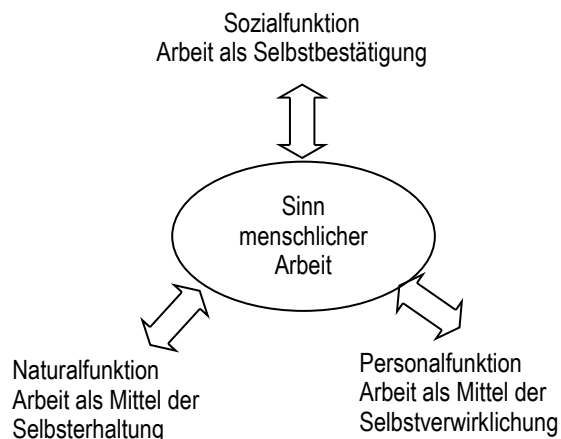 Sozialfunktion
Arbeit als Selbstbestätigung
Sinn
menschlicher
Arbeit
Naturalfunktion
Arbeit als Mittel der
Selbsterhaltung
Personalfunktion
Arbeit als Mittel der
Selbstverwirklichung